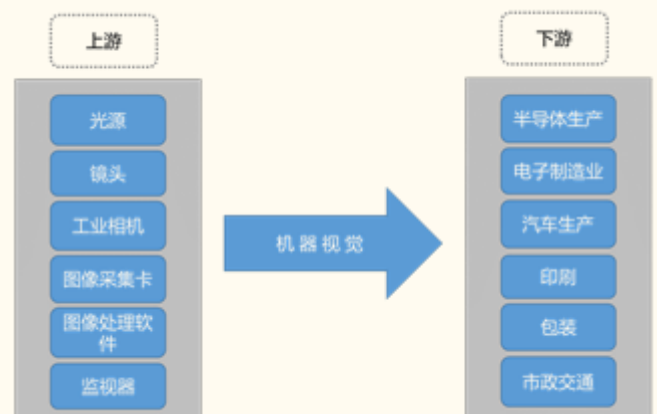 上游
光源
镜头
工业相机
图像采集卡
图像处理软
件
监视器
机器视觉
下游
半导体生产
电子制造业
汽车生产
印刷
包装
市政交通